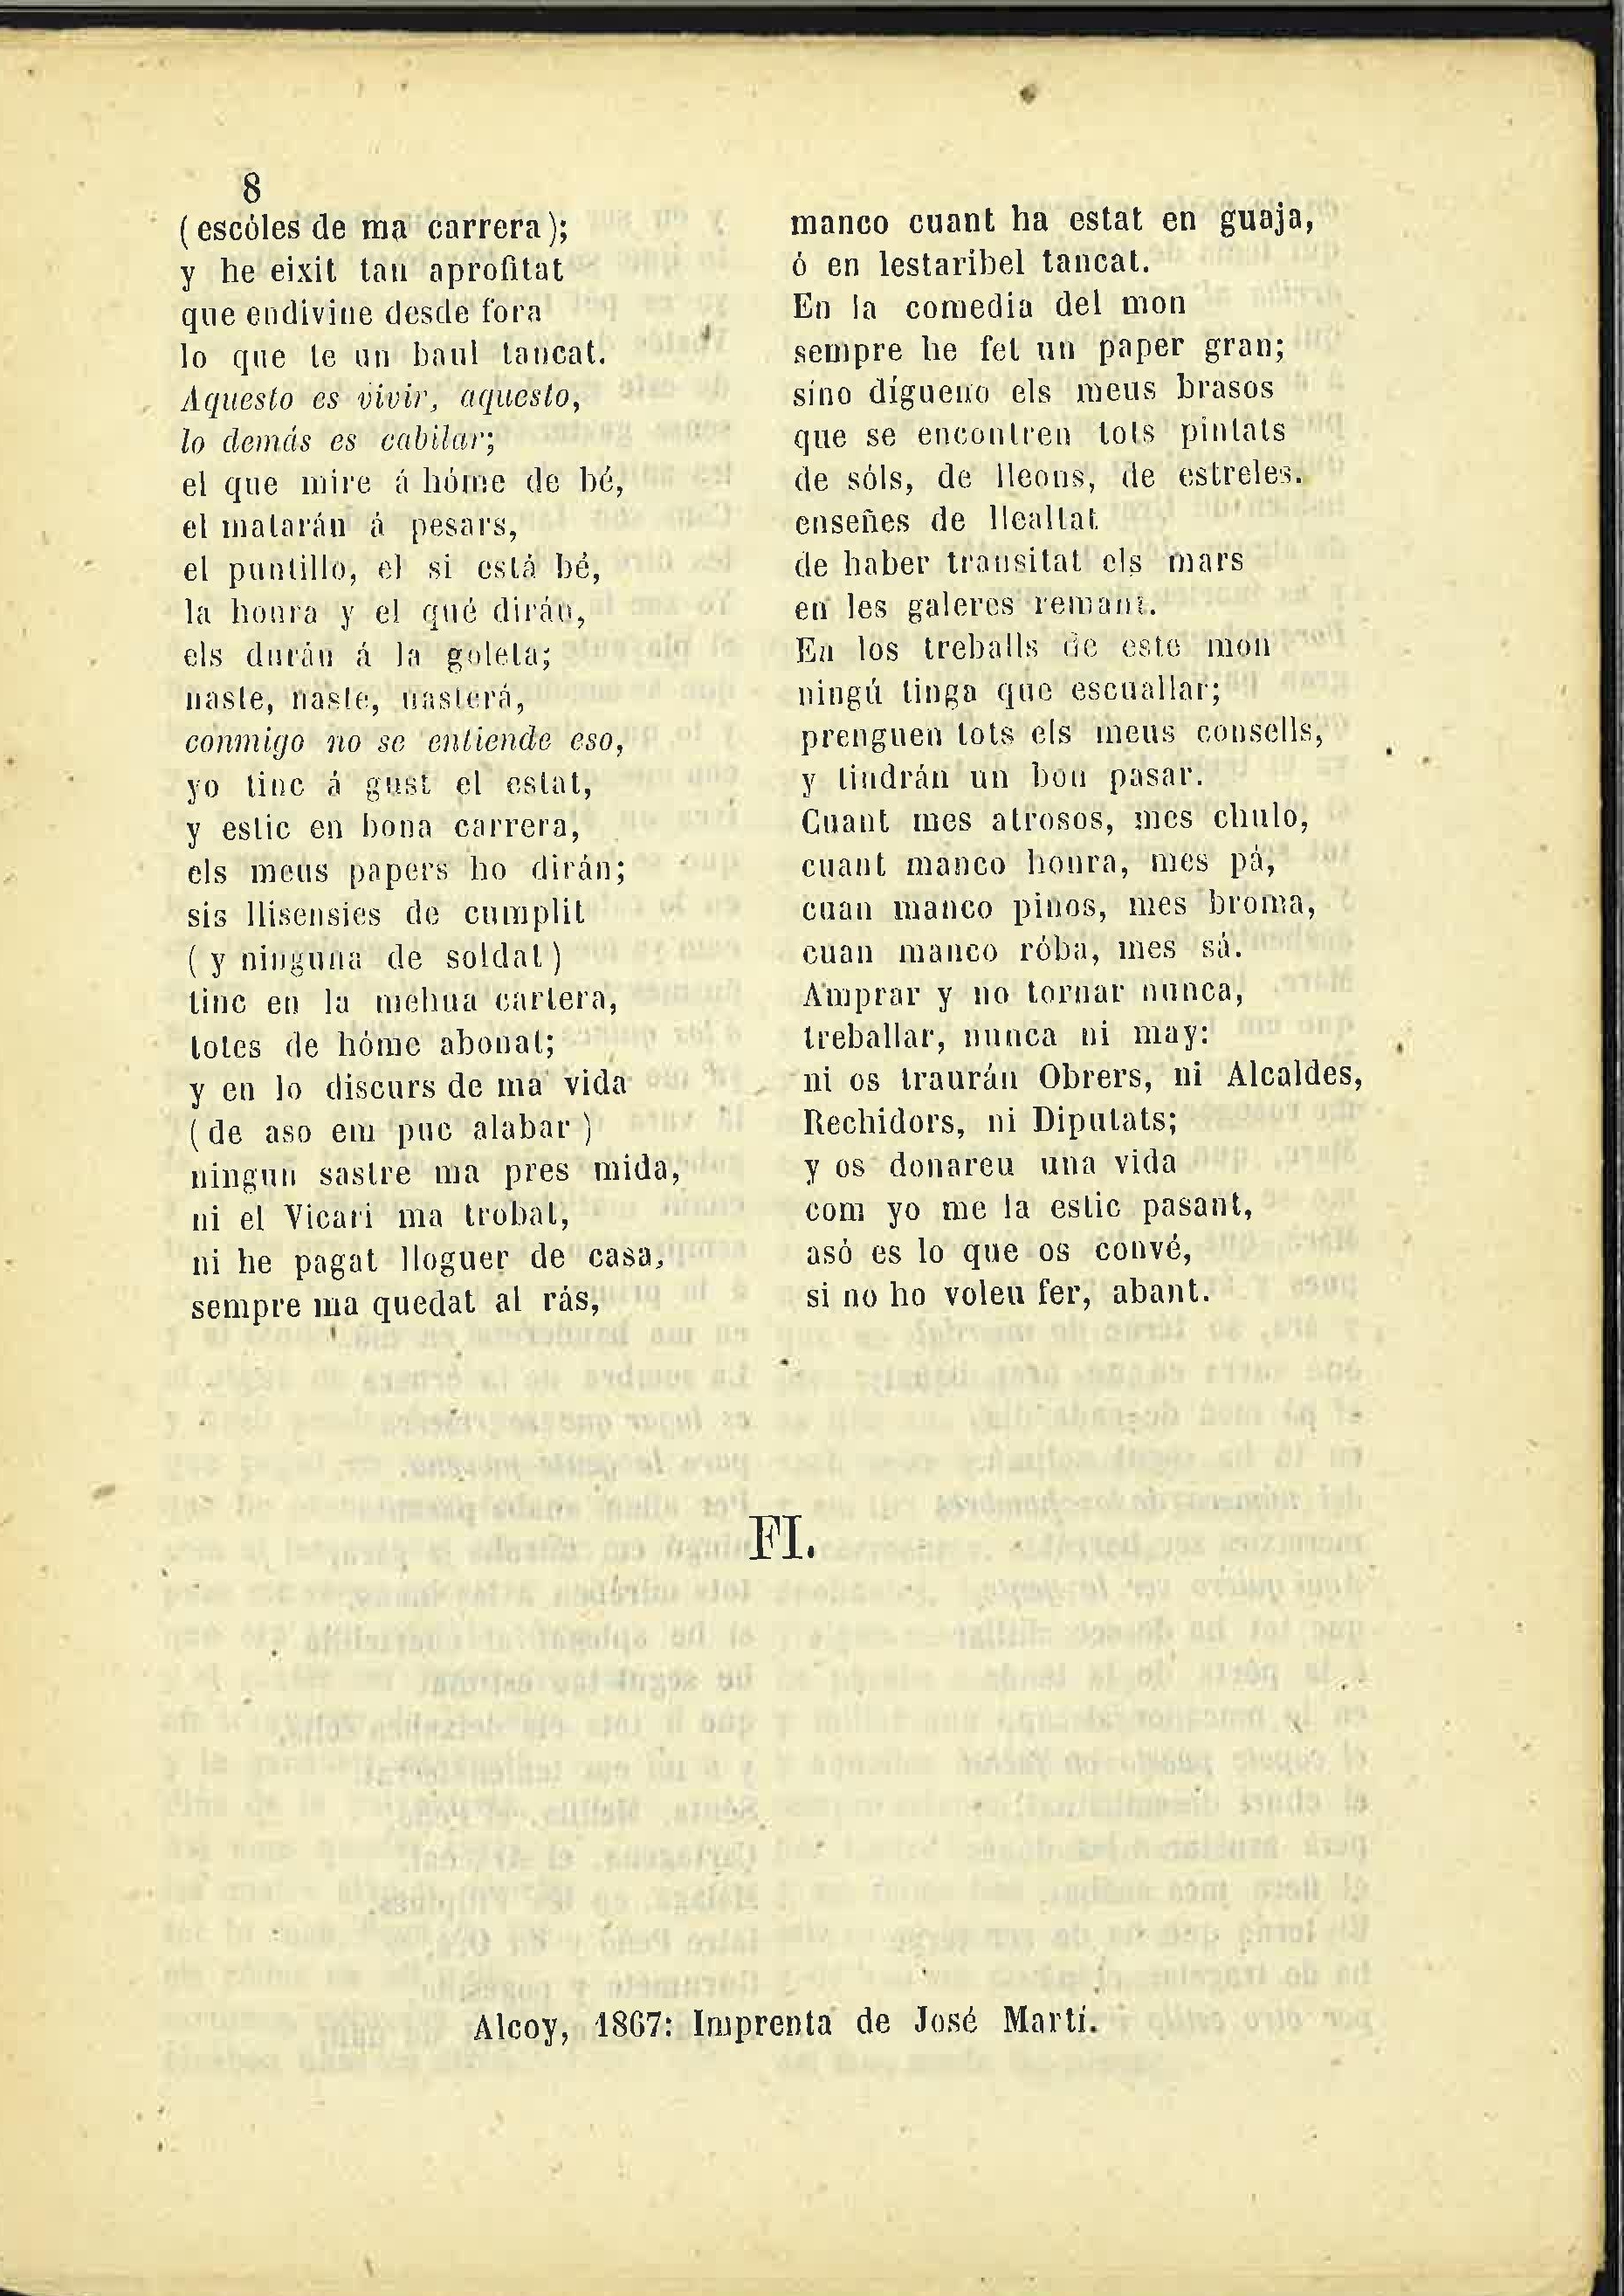 8
(escóles de ma carrera);
y he eixit tan aprofitat
que endivine desde fora
lo que te un baul tancat.
Aquesto es vivir, aquesto,
lo demás es cabilar;
el que mire á hóme de bé,
el matarán á pesars,
el puntillo, el si está bé,
la honra y el qué dirán,
els durán á la goleta;
naste, naste, nasterá,
conmigo no se entiende eso,
yo tinc á gust el estat,
y estic en bona carrera,
els meus papers ho dirán;
sis llisensies de cumplit
(y ninguna de soldat)
tinc en la mehua cartera,
totes de hóme abonat;
y en lo discurs de ma vida
(de aso em puc alabar)
ningun sastre ma pres mida,
ni el Vicari ma trobat,
ni he pagat lloguer de casa,
sempre ma quedat al rás,
manco cuant ha estat en guaja,
ó en lestaribel tancat.
En la comedia del mon
sempre he fet un paper gran;
sino digueno els meus brasos
que se encontren tots pintats
de sóls, de lleons, de estreles.
enseñes de lleallat
de haber transitat els mars
en les galeres remant.
En los treballs de este mon
ningú tinga que escuallar;
prenguen tots els meus consells,
y tindrán un bon pasar.
Cuant mes atrosos, mes chulo,
cuant manco honra, mes pá,
cuan manco pinos, mes broma,
cuan manco róba, mes sá.
Amprar y no tornar nunca,
treballar, nunca ni may:
ni os traurán Obrers, ni Alcaldes,
Rechidors, ni Diputats;
y os donareu una vida
com yo me la estic pasant,
asó es lo que os convé,
si no ho voleu fer, abant.
FI.
Alcoy, 1867: Imprenta de José Martí.